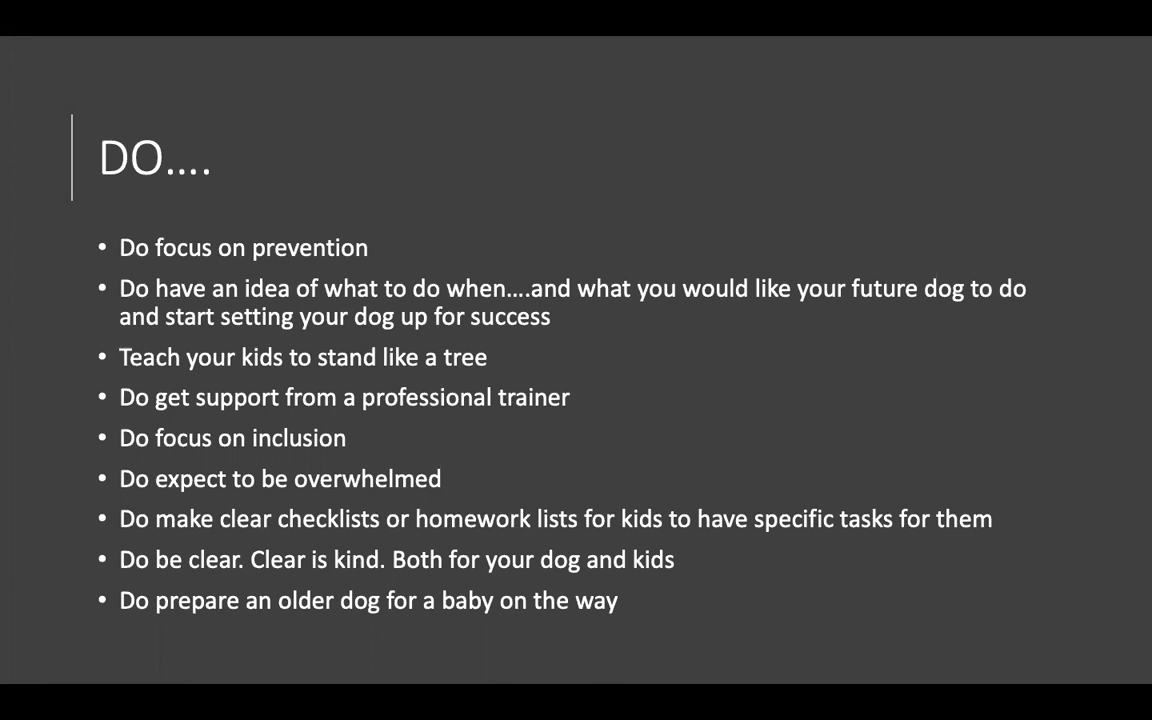 DO....
• Do focus on prevention
• Do have an idea of what to do when....and what you would like your future dog to do
and start setting your dog up for success
• Teach your kids to stand like a tree
• Do get support from a professional trainer
• Do focus on inclusion
• Do expect to be overwhelmed
• Do make clear checklists or homework lists for kids to have specific tasks for them
• Do be clear. Clear is kind. Both for your dog and kids
• Do prepare an older dog for a baby on the way